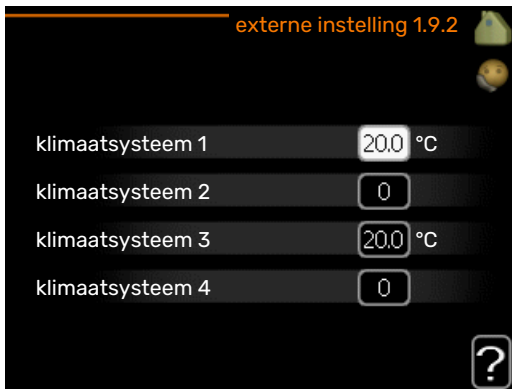 externe instelling 1.9.2
klimaatsysteem 1 20.0 °C
klimaatsysteem 2 0
klimaatsysteem 3 20.0 °C
klimaatsysteem 4 0
?